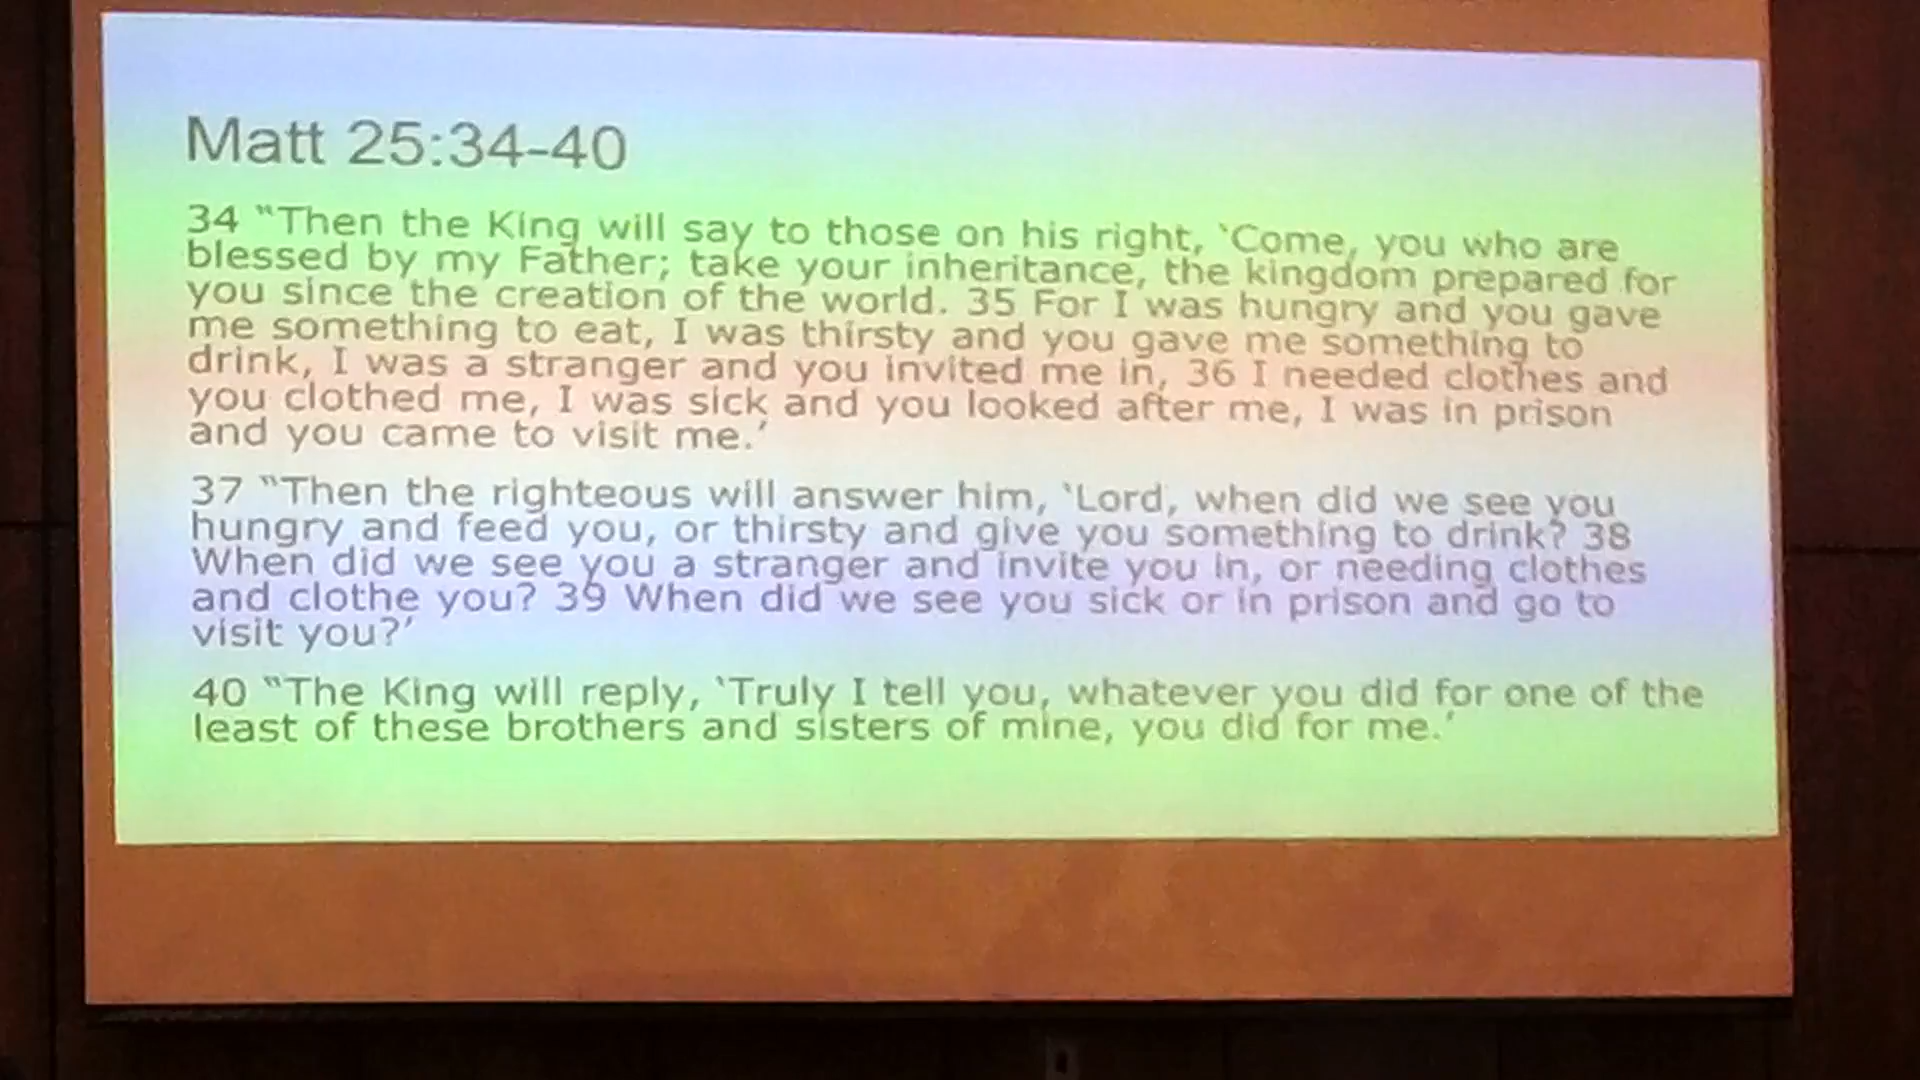 Matt 25:34-40
34 "Then the King will say to those on his right, 'Come, you who are
blessed by my Father; take your inheritance, the kingdom prepared for
you since the creation of the world. 35 For I was hungry and you gave
me something to eat, I was thirsty and you gave me something to
drink, I was a stranger and you invited me in, 36 I needed clothes and
you clothed me, I was sick and you looked after me, I was in prison
and you came to visit me.'
37 "Then the righteous will answer him, 'Lord, when did we see you
hungry and feed you, or thirsty and give you something to drink? 38
When did we see you a stranger and invite you in, or needing clothes
and clothe you? 39 When did we see you sick or in prison and go to
visit you?'
40 "The King will reply, 'Truly I tell you, whatever you did for one of the
least of these brothers and sisters of mine, you did for me.'